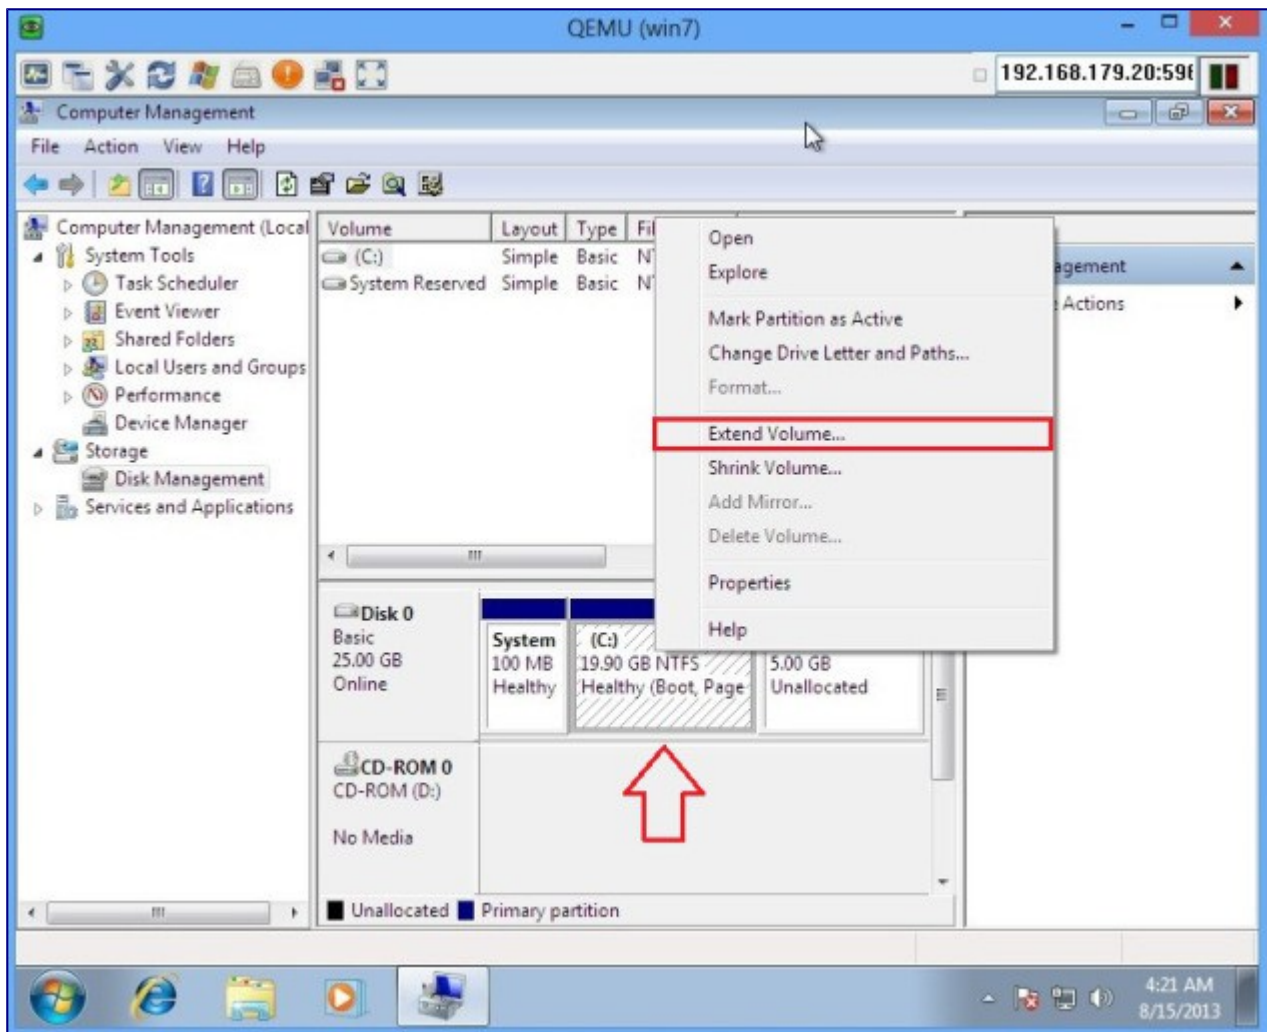 QEMU (win7)
192.168.179.20:598
Computer Management
File Action View Help
Computer Management (Local
System Tools
Task Scheduler
Event Viewer
Shared Folders
Local Users and Groups
Performance
Device Manager
Storage
Disk Management
Services and Applications
Volume Layout Type Fil
(C:) Simple Basic NT
System Reserved Simple Basic NT
Open
Explore
Mark Partition as Active
Change Drive Letter and Paths...
Format...
Extend Volume...
Shrink Volume...
Add Mirror...
Delete Volume...
Properties
Help
agement
Actions
Disk 0
Basic
25.00 GB
Online
System
100 MB
Healthy
(C:)
19.90 GB NTFS
Healthy (Boot, Page
5.00 GB
Unallocated
CD-ROM 0
CD-ROM (D:)
No Media
Unallocated Primary partition
4:21 AM
8/15/2013